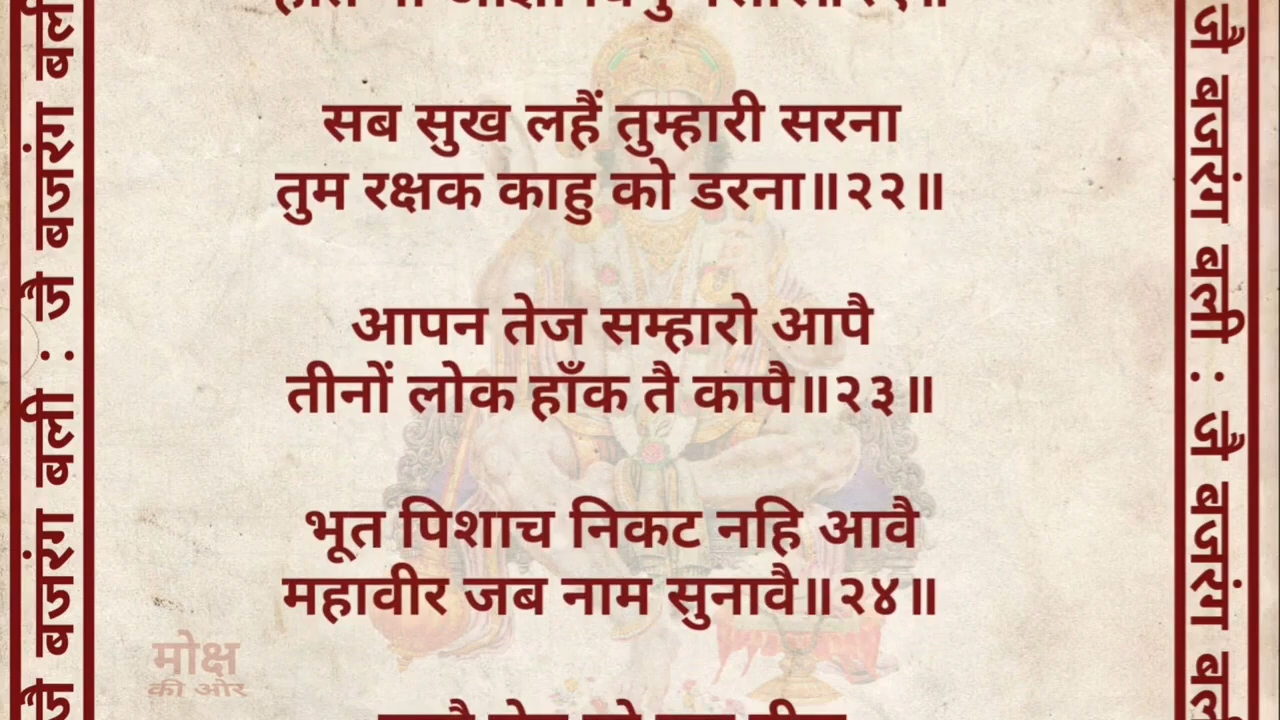 सब सुख लहैं तुम्हारी सरना
तुम रक्षक काहु को डरना॥२२॥
आपन तेज सम्हारो आपै
तीनों लोक हाँक तै कापै॥२३॥
भूत पिशाच निकट नहि आवै
महावीर जब नाम सुनावै॥२४॥
जै बजरंग बली : जै बजरंग बली
जै बजरंग बली : जै बजरंग बली
मोक्ष
की ओर